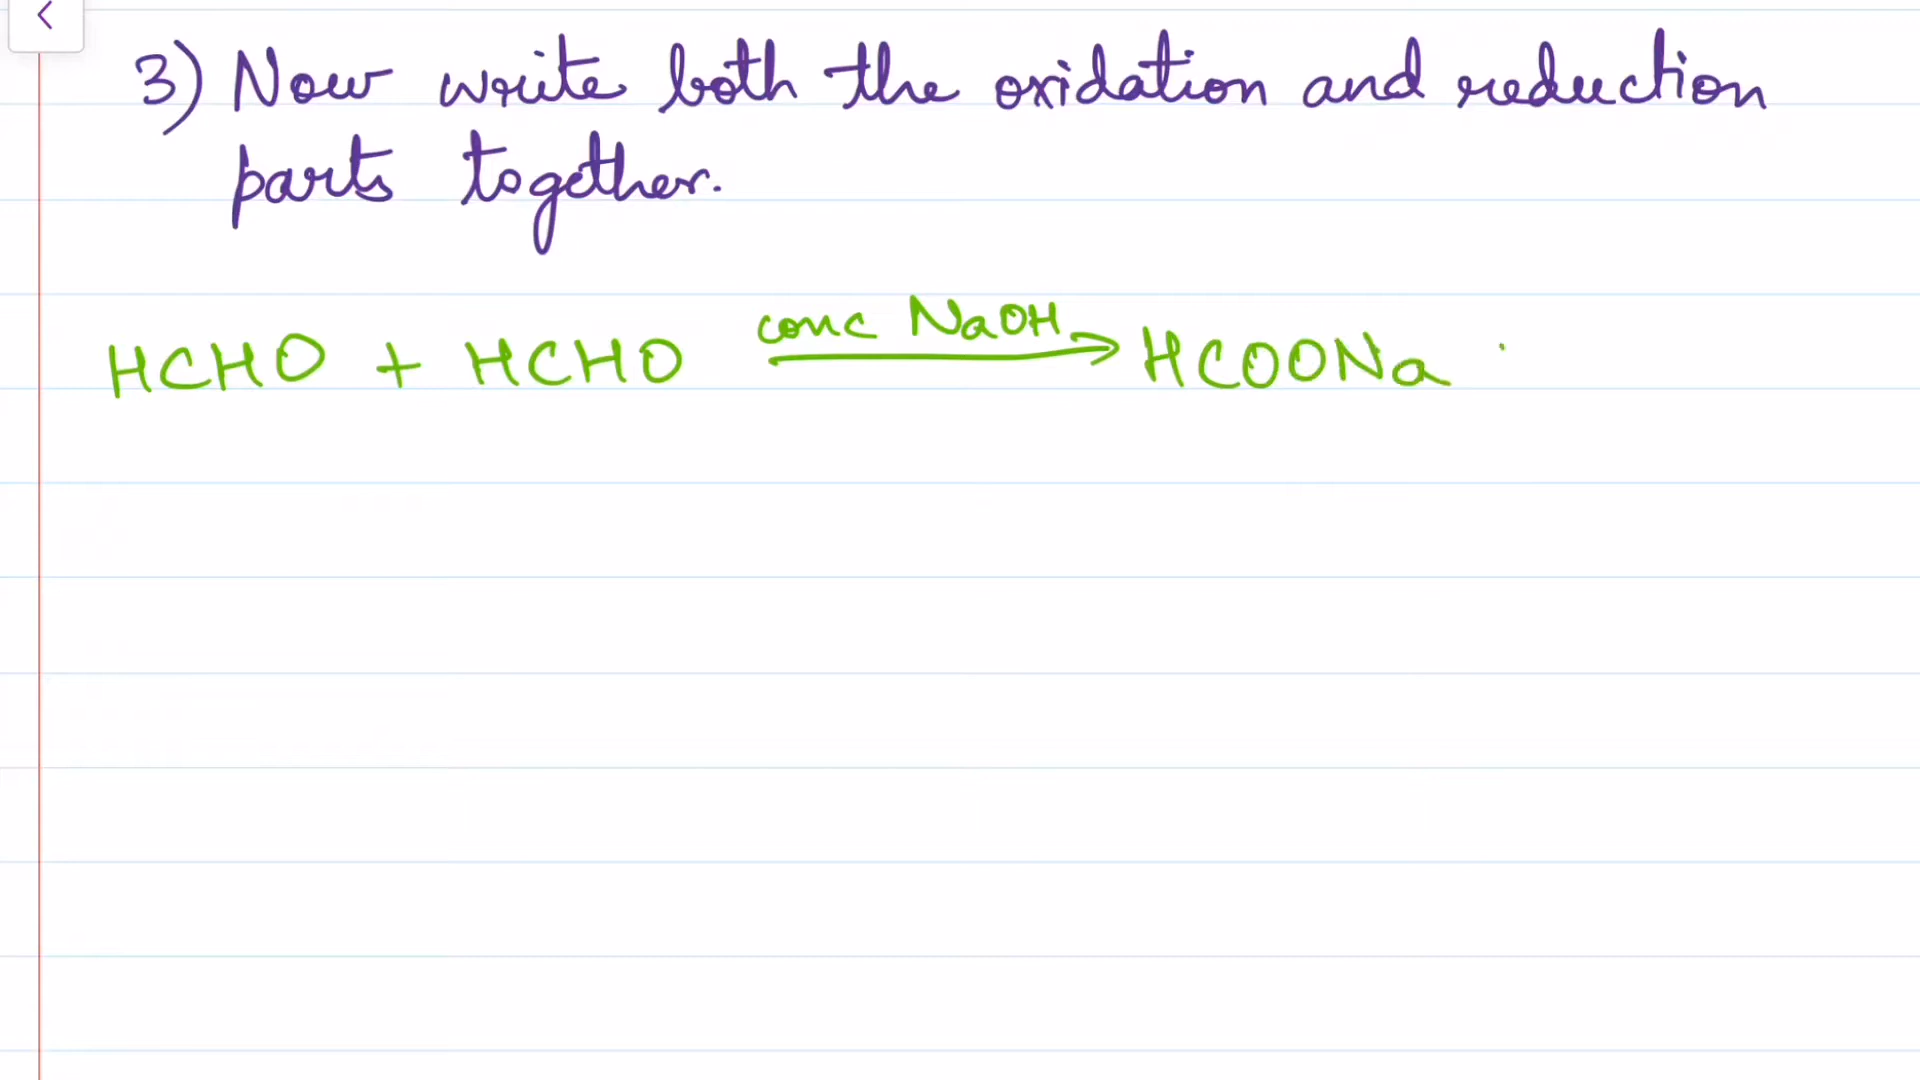 3) Now write both the oxidation and reduction
parts together.
conc NaOH
HCHO + HCHO → HCOONa